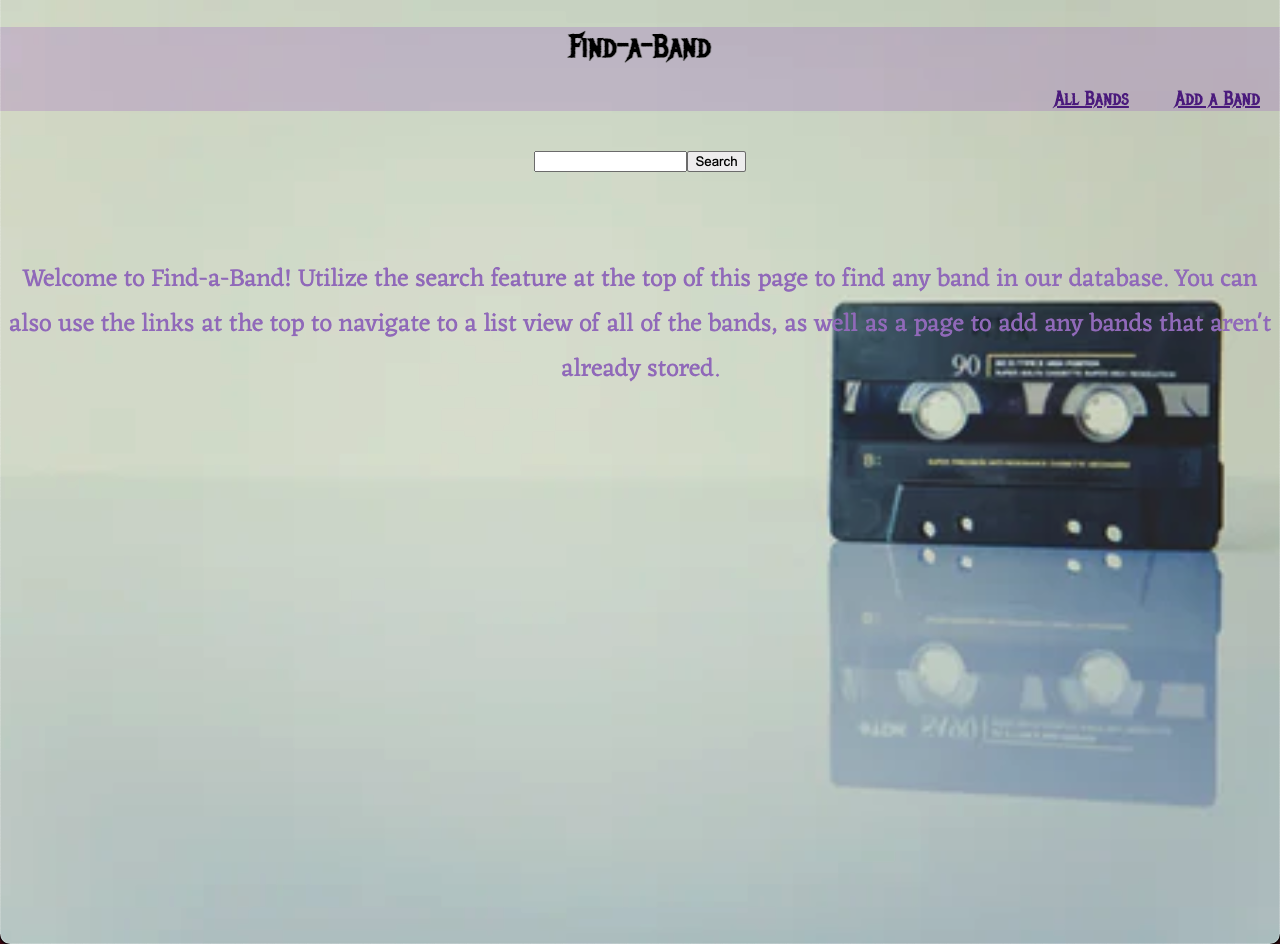 Find-a-Band
All Bands Add a Band
Search
Welcome to Find-a-Band! Utilize the search feature at the top of this page to find any band in our database. You can
also use the links at the top to navigate to a list view of all of the bands, as well as a page to add any bands that aren't
already stored.
90
B: